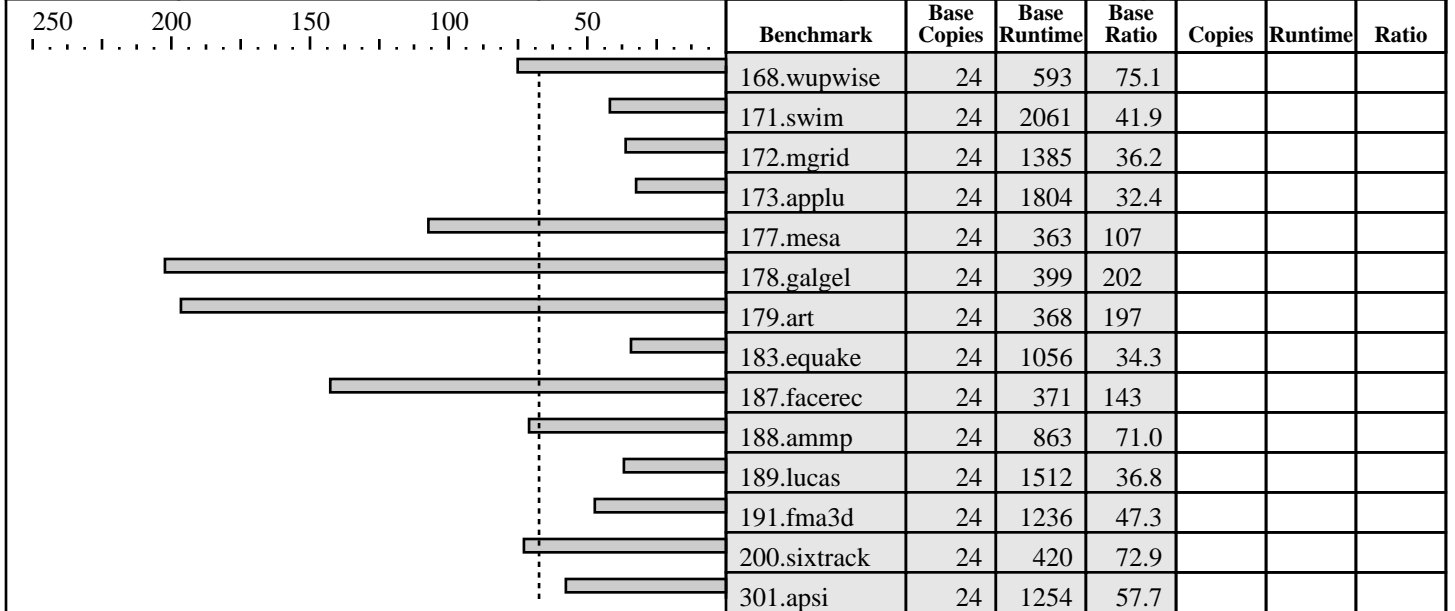 250 200 150 100 50
Benchmark Base Copies Base Runtime Base Ratio Copies Runtime Ratio
168.wupwise 24 593 75.1
171.swim 24 2061 41.9
172.mgrid 24 1385 36.2
173.applu 24 1804 32.4
177.mesa 24 363 107
178.galgel 24 399 202
179.art 24 368 197
183.equake 24 1056 34.3
187.facerec 24 371 143
188.ammp 24 863 71.0
189.lucas 24 1512 36.8
191.fma3d 24 1236 47.3
200.sixtrack 24 420 72.9
301.apsi 24 1254 57.7